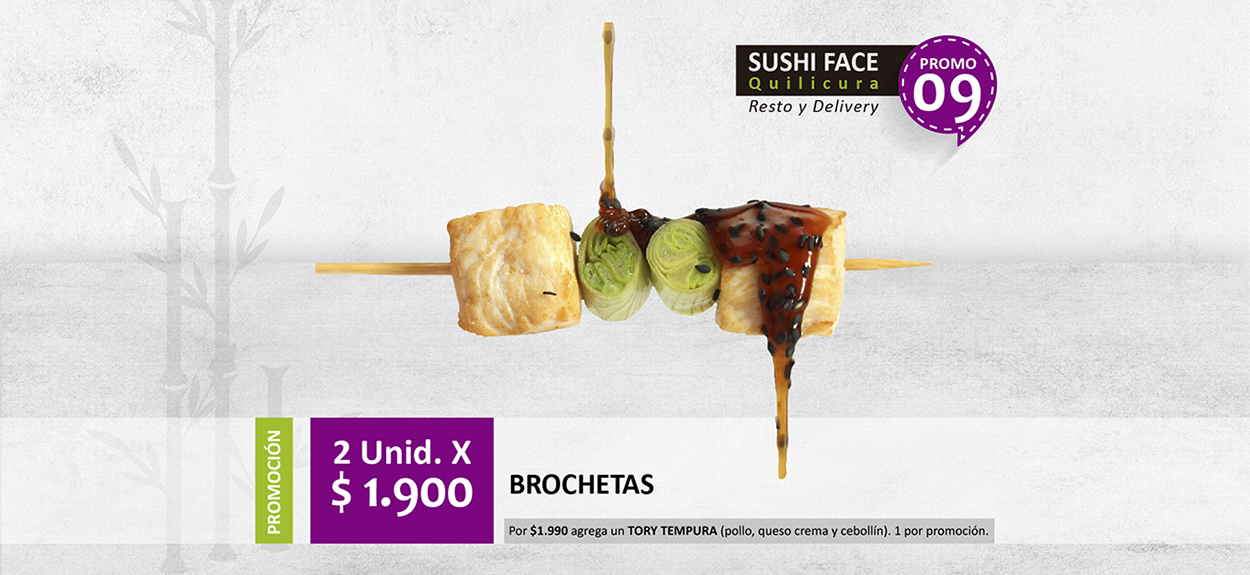 SUSHI FACE
Quilicura
Resto y Delivery
PROMO
09
PROMOCIÓN
2 Unid. X
$ 1.900
BROCHETAS
Por $1.990 agrega un TORY TEMPURA (pollo, queso crema y cebollín). 1 por promoción.